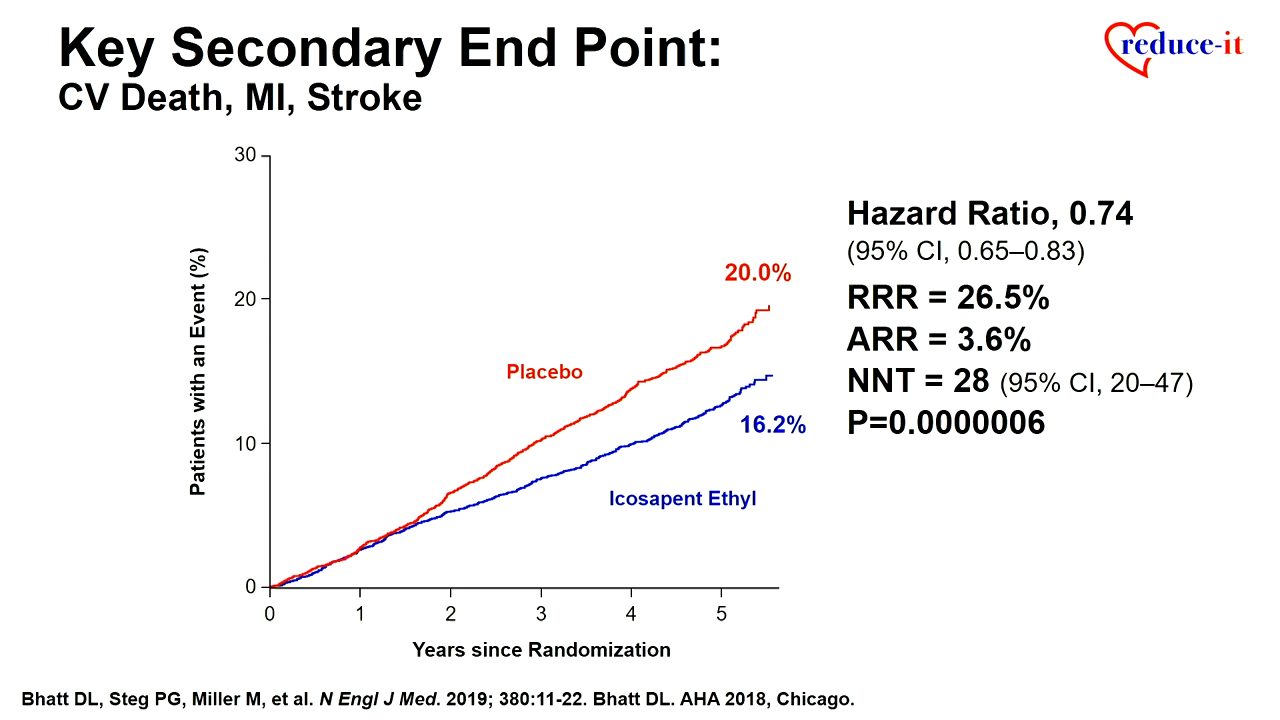 Key Secondary End Point:
CV Death, MI, Stroke
reduce-it
30
20
10
0
Patients with an Event (%)
20.0%
Placebo
16.2%
Icosapent Ethyl
0 1 2 3 4 5
Years since Randomization
Hazard Ratio, 0.74
(95% CI, 0.65–0.83)
RRR = 26.5%
ARR = 3.6%
NNT = 28 (95% CI, 20–47)
P=0.0000006
Bhatt DL, Steg PG, Miller M, et al. N Engl J Med. 2019; 380:11-22. Bhatt DL. AHA 2018, Chicago.